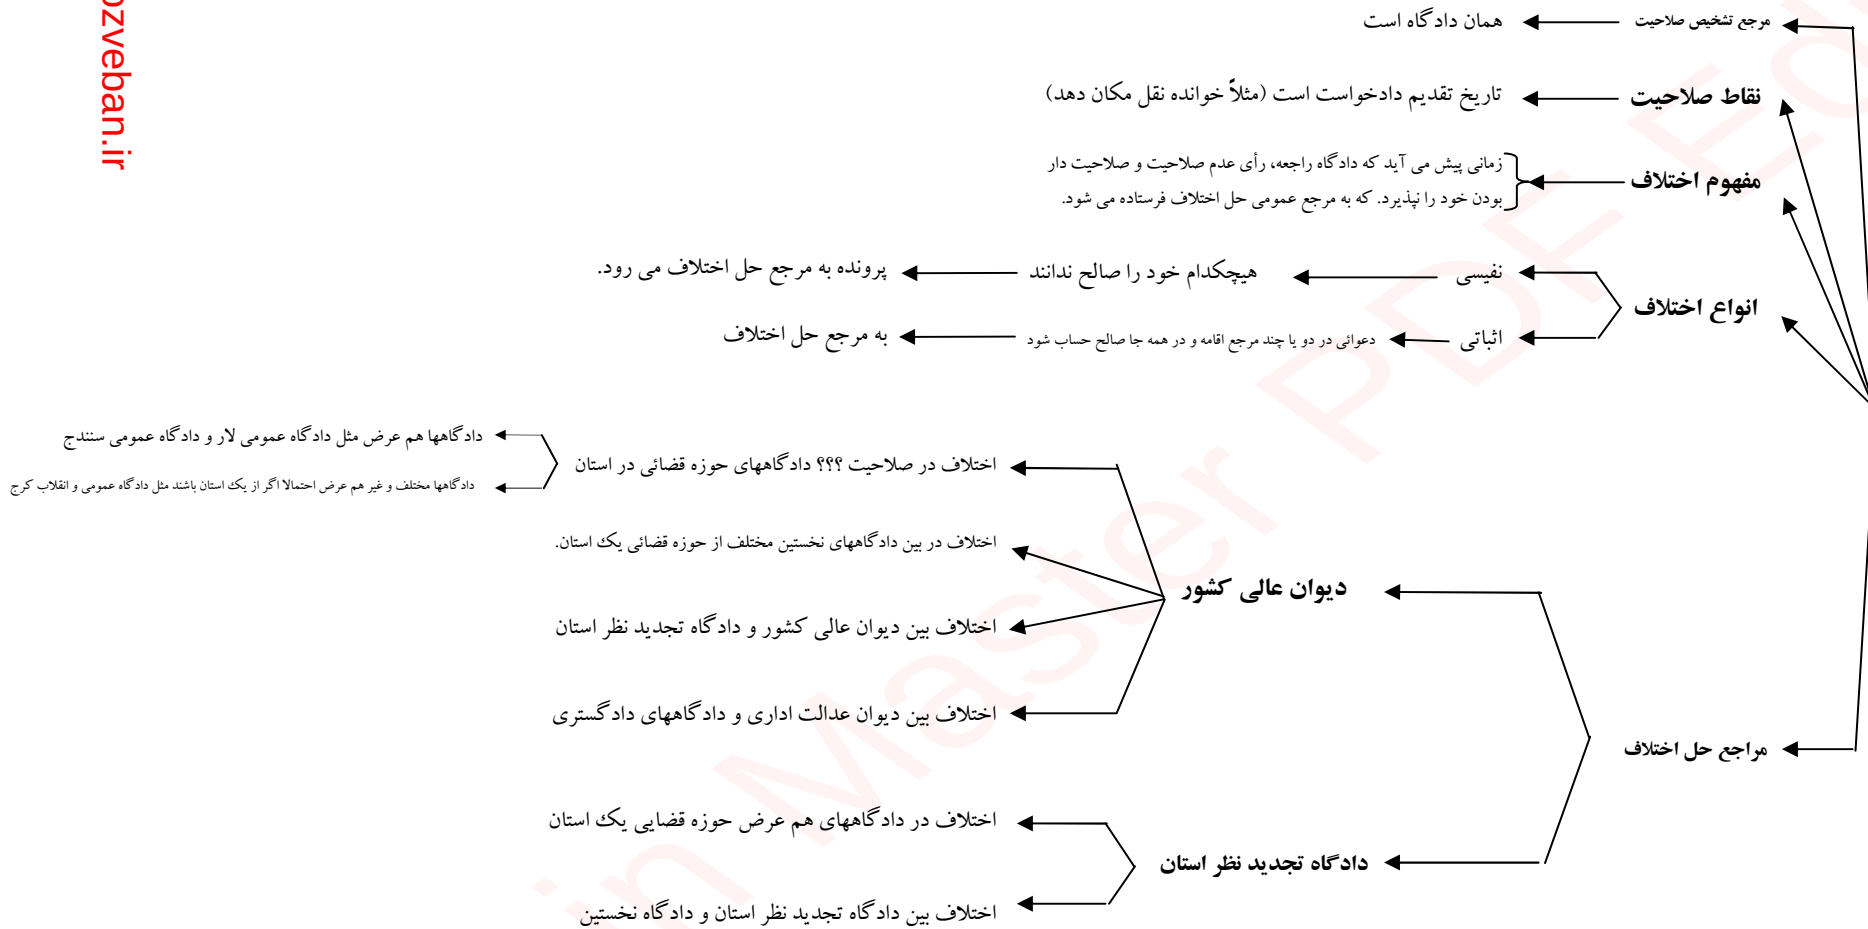 مرجع تشخیص صلاحیت
همان دادگاه است
نقاط صلاحیت
تاریخ تقدیم دادخواست است (مثلاً خوانده نقل مکان دهد)
مفهوم اختلاف
زمانی پیش می آید که دادگاه راجعه، رأی عدم صلاحیت و صلاحیت دار
بودن خود را نپذیرد. که به مرجع عمومی حل اختلاف فرستاده می شود.
انواع اختلاف
نفیسی
هیچکدام خود را صالح ندانند
پرونده به مرجع حل اختلاف می رود.
اثباتی
دعوائی در دو یا چند مرجع اقامه و در همه جا صالح حساب شود
به مرجع حل اختلاف
مراجع حل اختلاف
دیوان عالی کشور
اختلاف در صلاحیت ؟؟؟ دادگاههای حوزه قضائی در استان
دادگاهها هم عرض مثل دادگاه عمومی لار و دادگاه عمومی سنندج
دادگاهها مختلف و غیر هم عرض احتمالا اگر از یک استان باشند مثل دادگاه عمومی و انقلاب کرج
اختلاف در بین دادگاههای نخستین مختلف از حوزه قضائی یک استان.
اختلاف بین دیوان عالی کشور و دادگاه تجدید نظر استان
اختلاف بین دیوان عدالت اداری و دادگاههای دادگستری
دادگاه تجدید نظر استان
اختلاف در دادگاههای هم عرض حوزه قضایی یک استان
اختلاف بین دادگاه تجدید نظر استان و دادگاه نخستین
zveban.ir
in Master PDF Ed